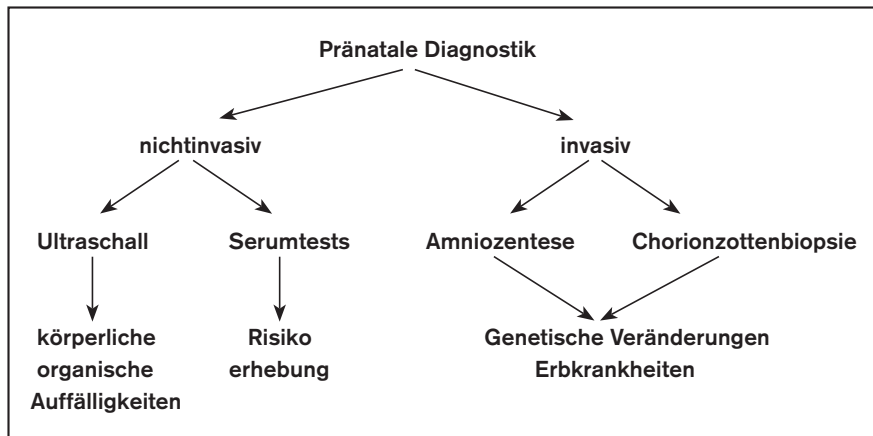 Pränatale Diagnostik
nichtinvasiv
invasiv
Ultraschall
Serumtests
Amniozentese
Chorionzottenbiopsie
körperliche
organische
Auffälligkeiten
Risiko
erhebung
Genetische Veränderungen
Erbkrankheiten